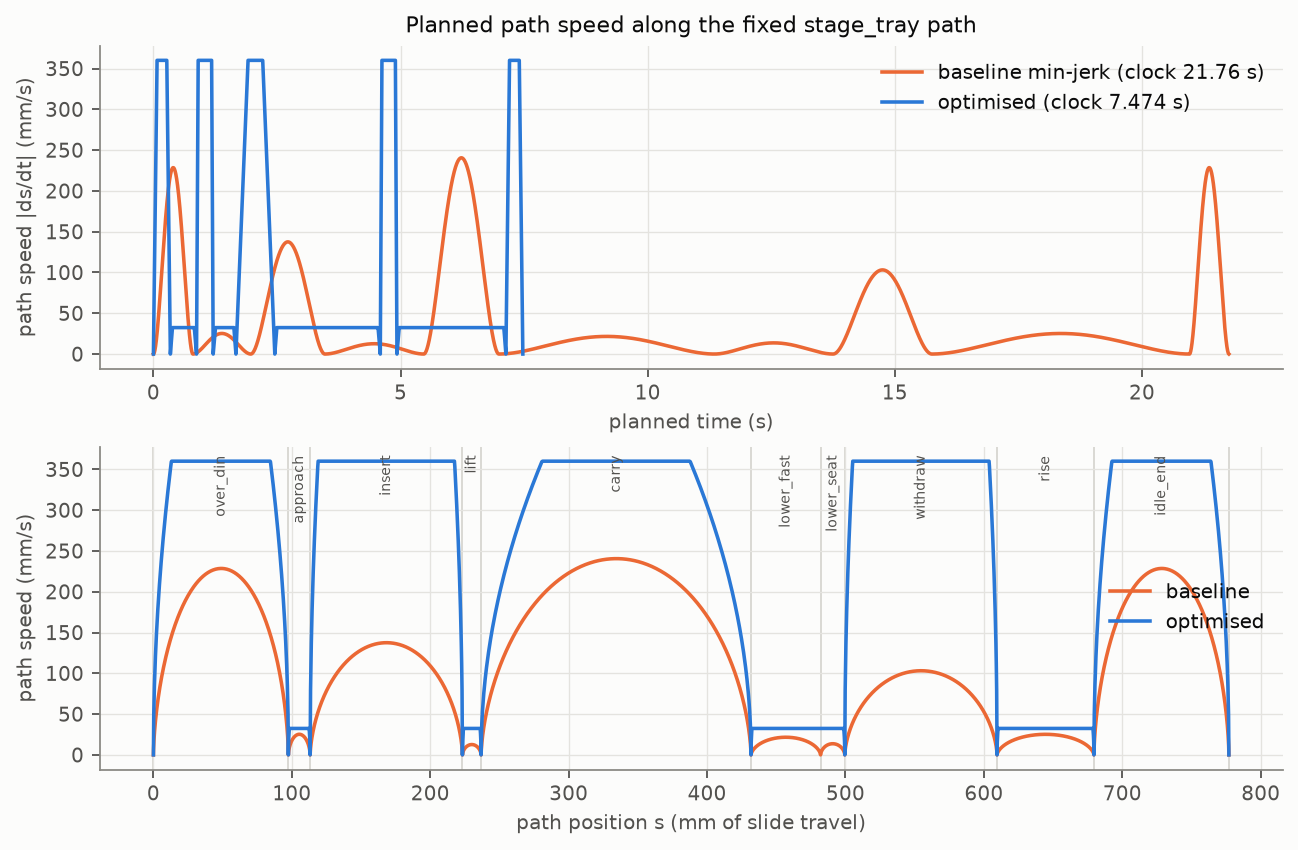 Planned path speed along the fixed stage_tray path
path speed |ds/dt| (mm/s)
350
300
250
200
150
100
50
0
baseline min-jerk (clock 21.76 s)
optimised (clock 7.474 s)
0
5
10
15
20
planned time (s)
path speed (mm/s)
350
300
250
200
150
100
50
0
over_din
approach
insert
lift
carry
lower_fast
lower_seat
withdraw
rise
idle_end
baseline
optimised
0
100
200
300
400
500
600
700
800
path position s (mm of slide travel)